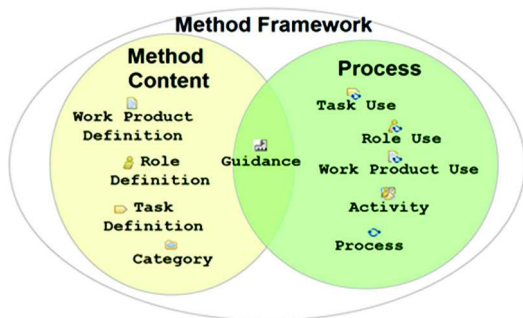 Method Framework
Method
Content
Work Product
Definition
Role
Definition
Task
Definition
Category
Guidance
Process
Task Use
Role Use
Work Product Use
Activity
Process